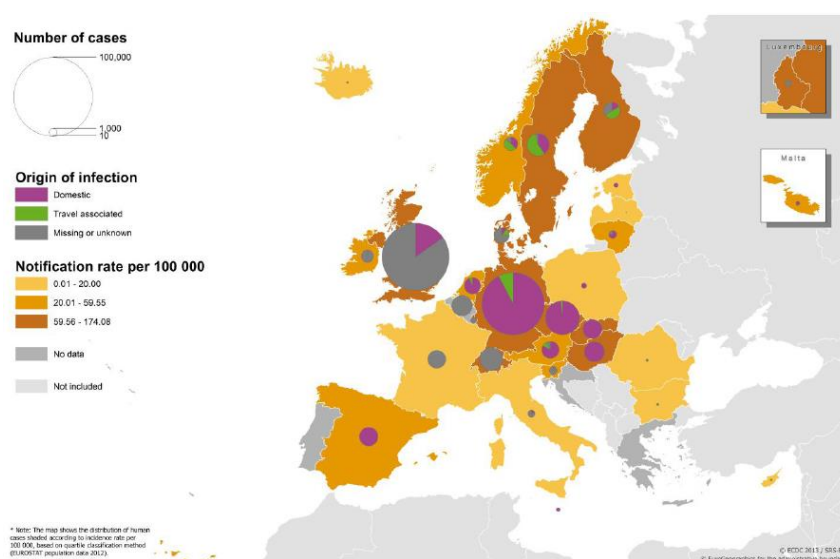 Number of cases
100,000
1,000
10
Origin of infection
Domestic
Travel associated
Missing or unknown
Notification rate per 100 000
0.01 - 20.00
20.01 - 59.55
59.56 - 174.08
No data
Not included
Luxembourg
Malta
* Note: The map shows the distribution of human
cases shaded according to incidence rate per
100 000, based on quartile classification method
(EUROSTAT population data 2012).